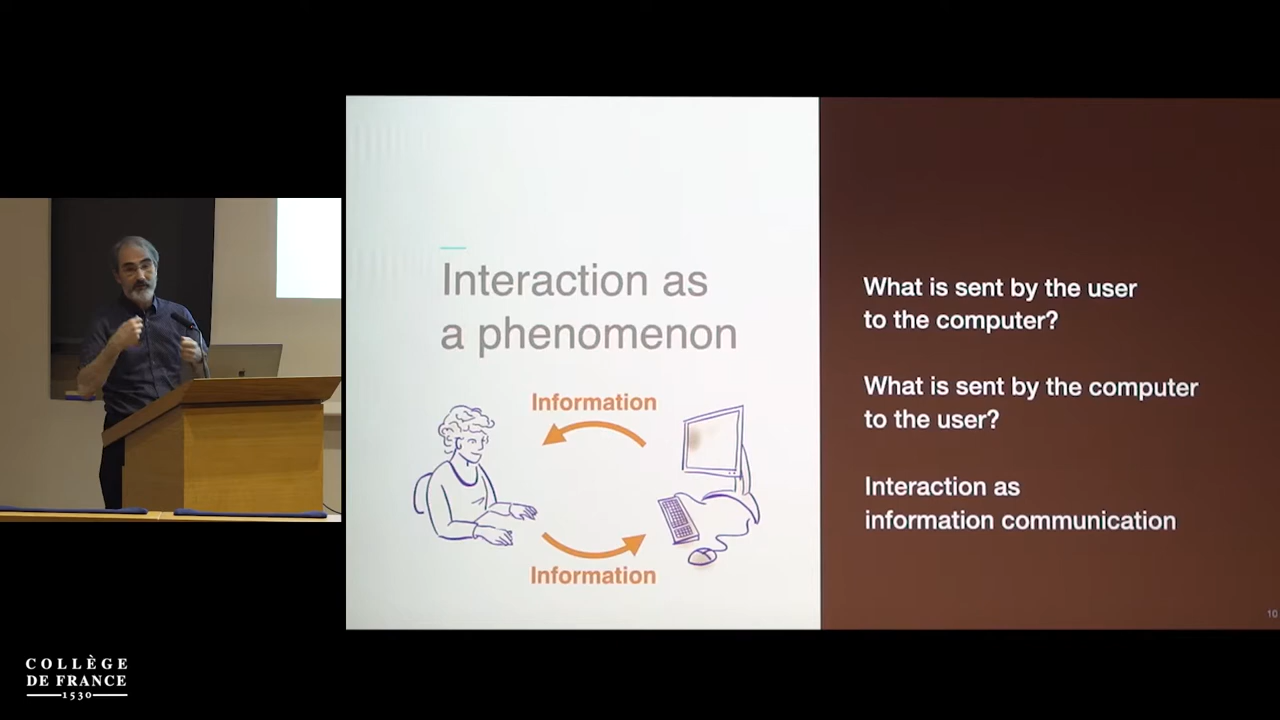 Interaction as
a phenomenon
Information
Information
What is sent by the user
to the computer?
What is sent by the computer
to the user?
Interaction as
information communication
10
COLLÈGE
DE FRANCE
1530